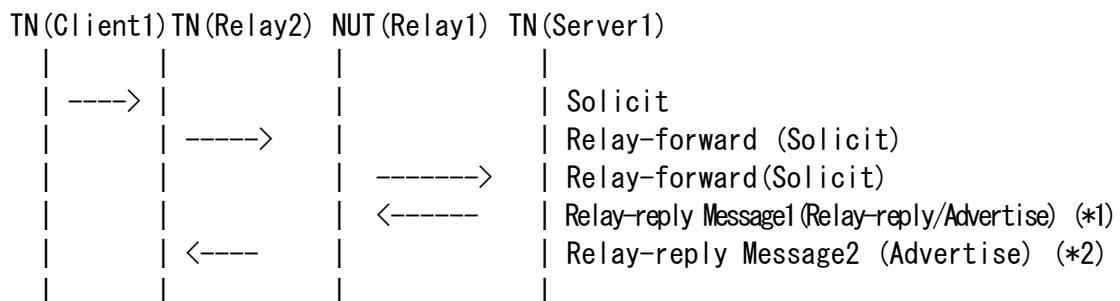 TN(Client1) TN(Relay2) NUT(Relay1) TN(Server1)
| | | |
| ----> | | | Solicit
| | -----> | | Relay-forward (Solicit)
| | | -------> | Relay-forward(Solicit)
| | | <------ | Relay-reply Message1(Relay-reply/Advertise) (*1)
| | <---- | | Relay-reply Message2 (Advertise) (*2)
| | | |